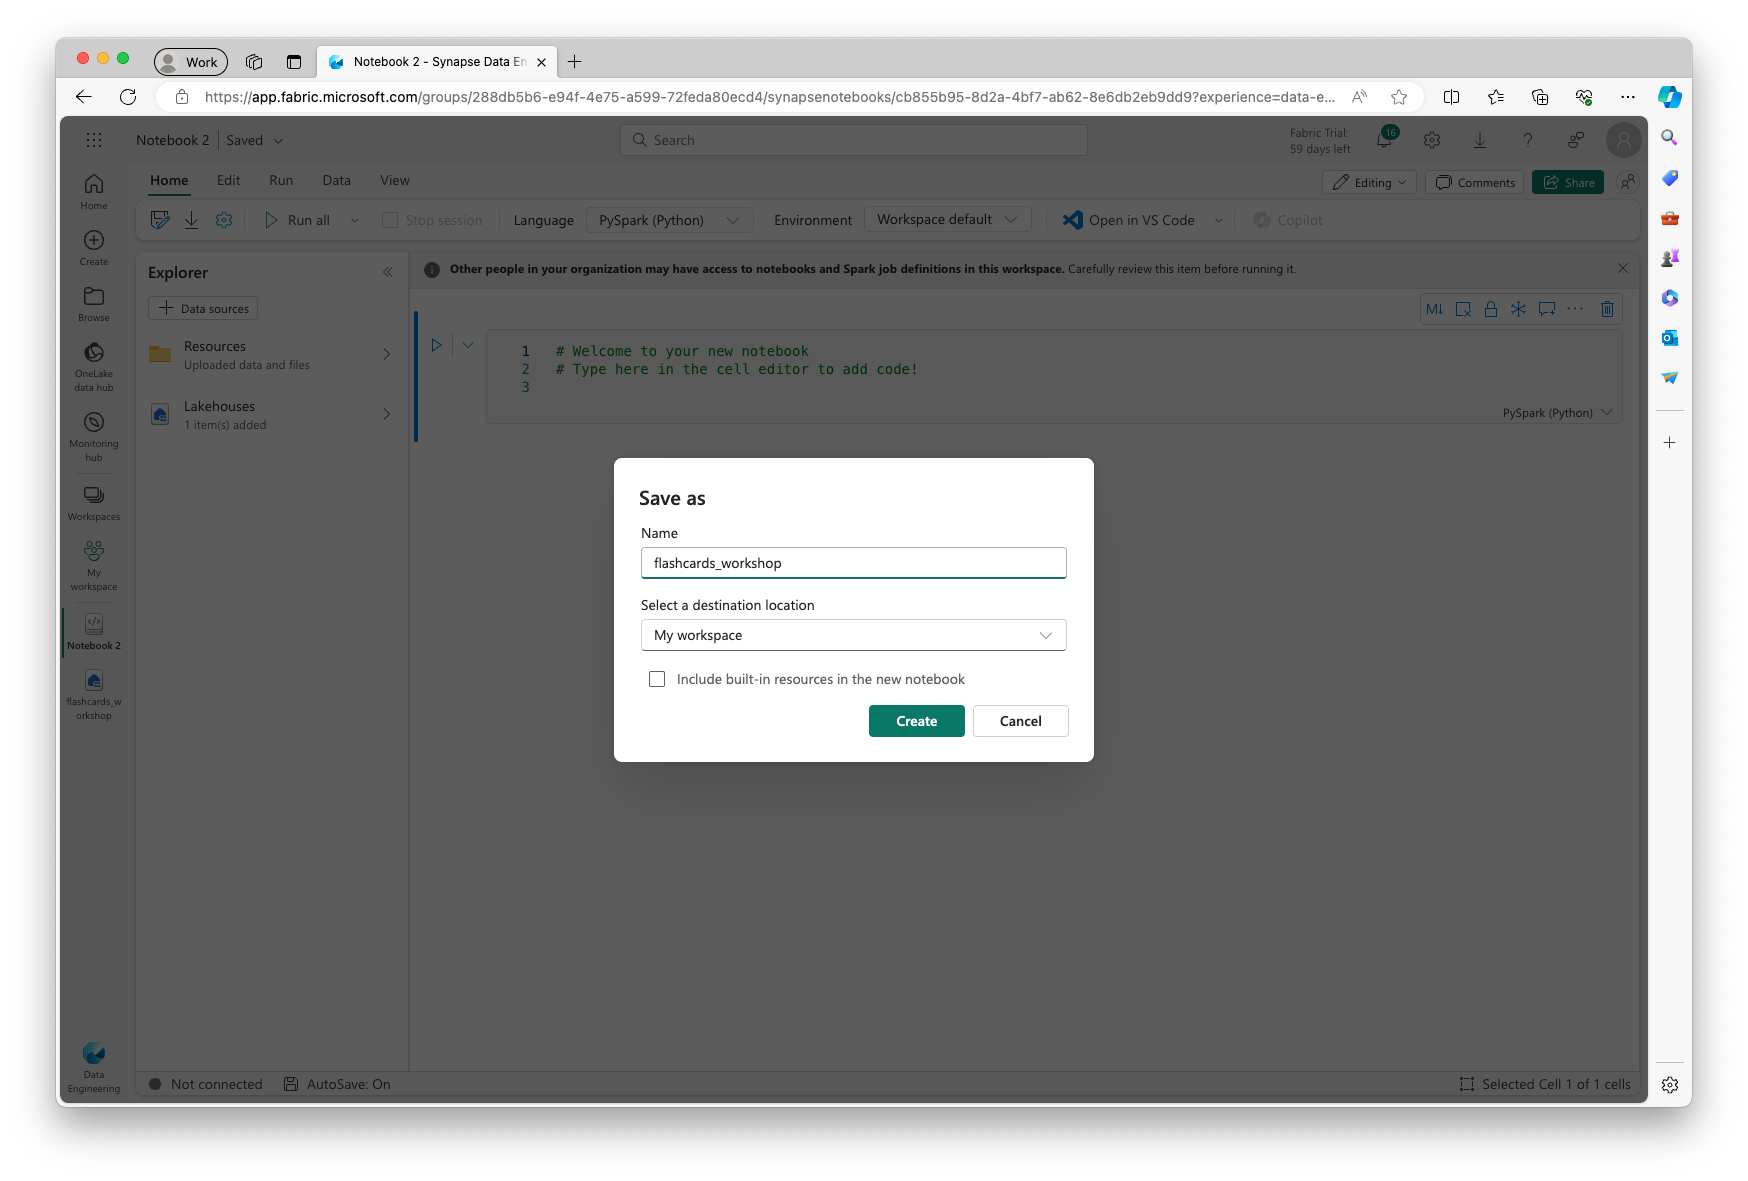 Work
Notebook 2 - Synapse Data En
https://app.fabric.microsoft.com/groups/288db5b6-e94f-4e75-a599-72feda80ecd4/synapsenotebooks/cb855b95-8d2a-4bf7-ab62-8e6db2eb9dd9?experience=data-e...
Notebook 2
Saved
Search
Fabric Trial:
59 days left
16
Home
Edit
Run
Data
View
Editing
Comments
Share
Run all
Stop session
Language
PySpark (Python)
Environment
Workspace default
Open in VS Code
Copilot
Home
Create
Browse
OneLake
data hub
Monitoring
hub
Workspaces
My
workspace
Notebook 2
flashcards_w
orkshop
Data
Engineering
Explorer
Data sources
Resources
Uploaded data and files
Lakehouses
1 item(s) added
Other people in your organization may have access to notebooks and Spark job definitions in this workspace. Carefully review this item before running it.
M↓
1 # Welcome to your new notebook
2 # Type here in the cell editor to add code!
3
PySpark (Python)
Save as
Name
flashcards_workshop
Select a destination location
My workspace
Include built-in resources in the new notebook
Create
Cancel
Not connected
AutoSave: On
Selected Cell 1 of 1 cells